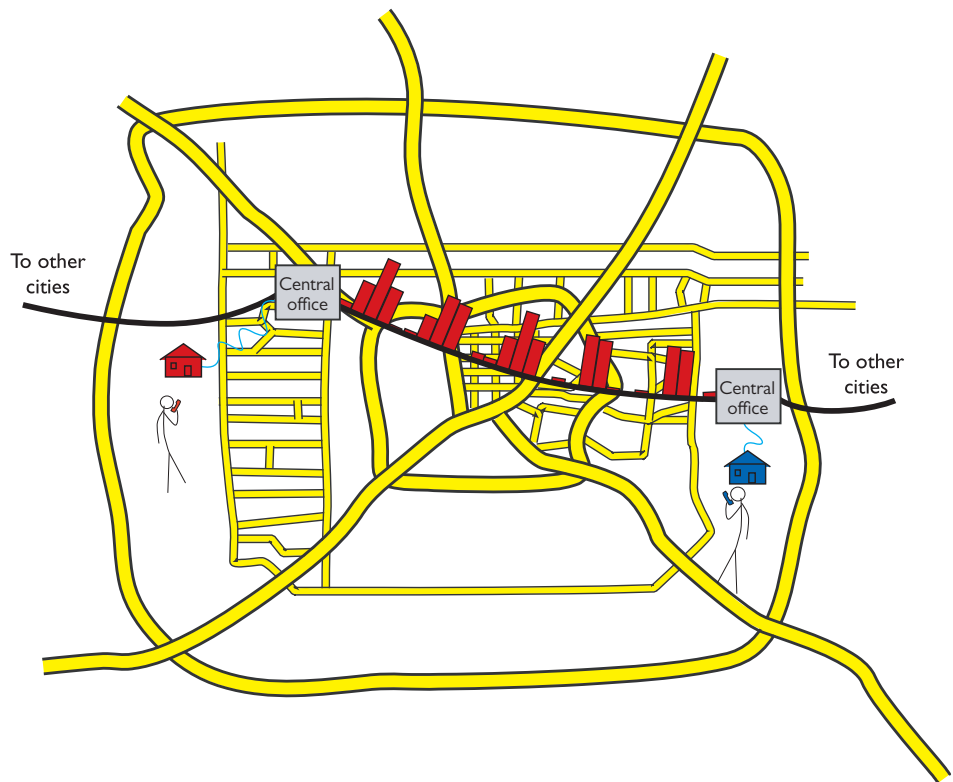 To other
cities
Central
office
To other
cities
Central
office